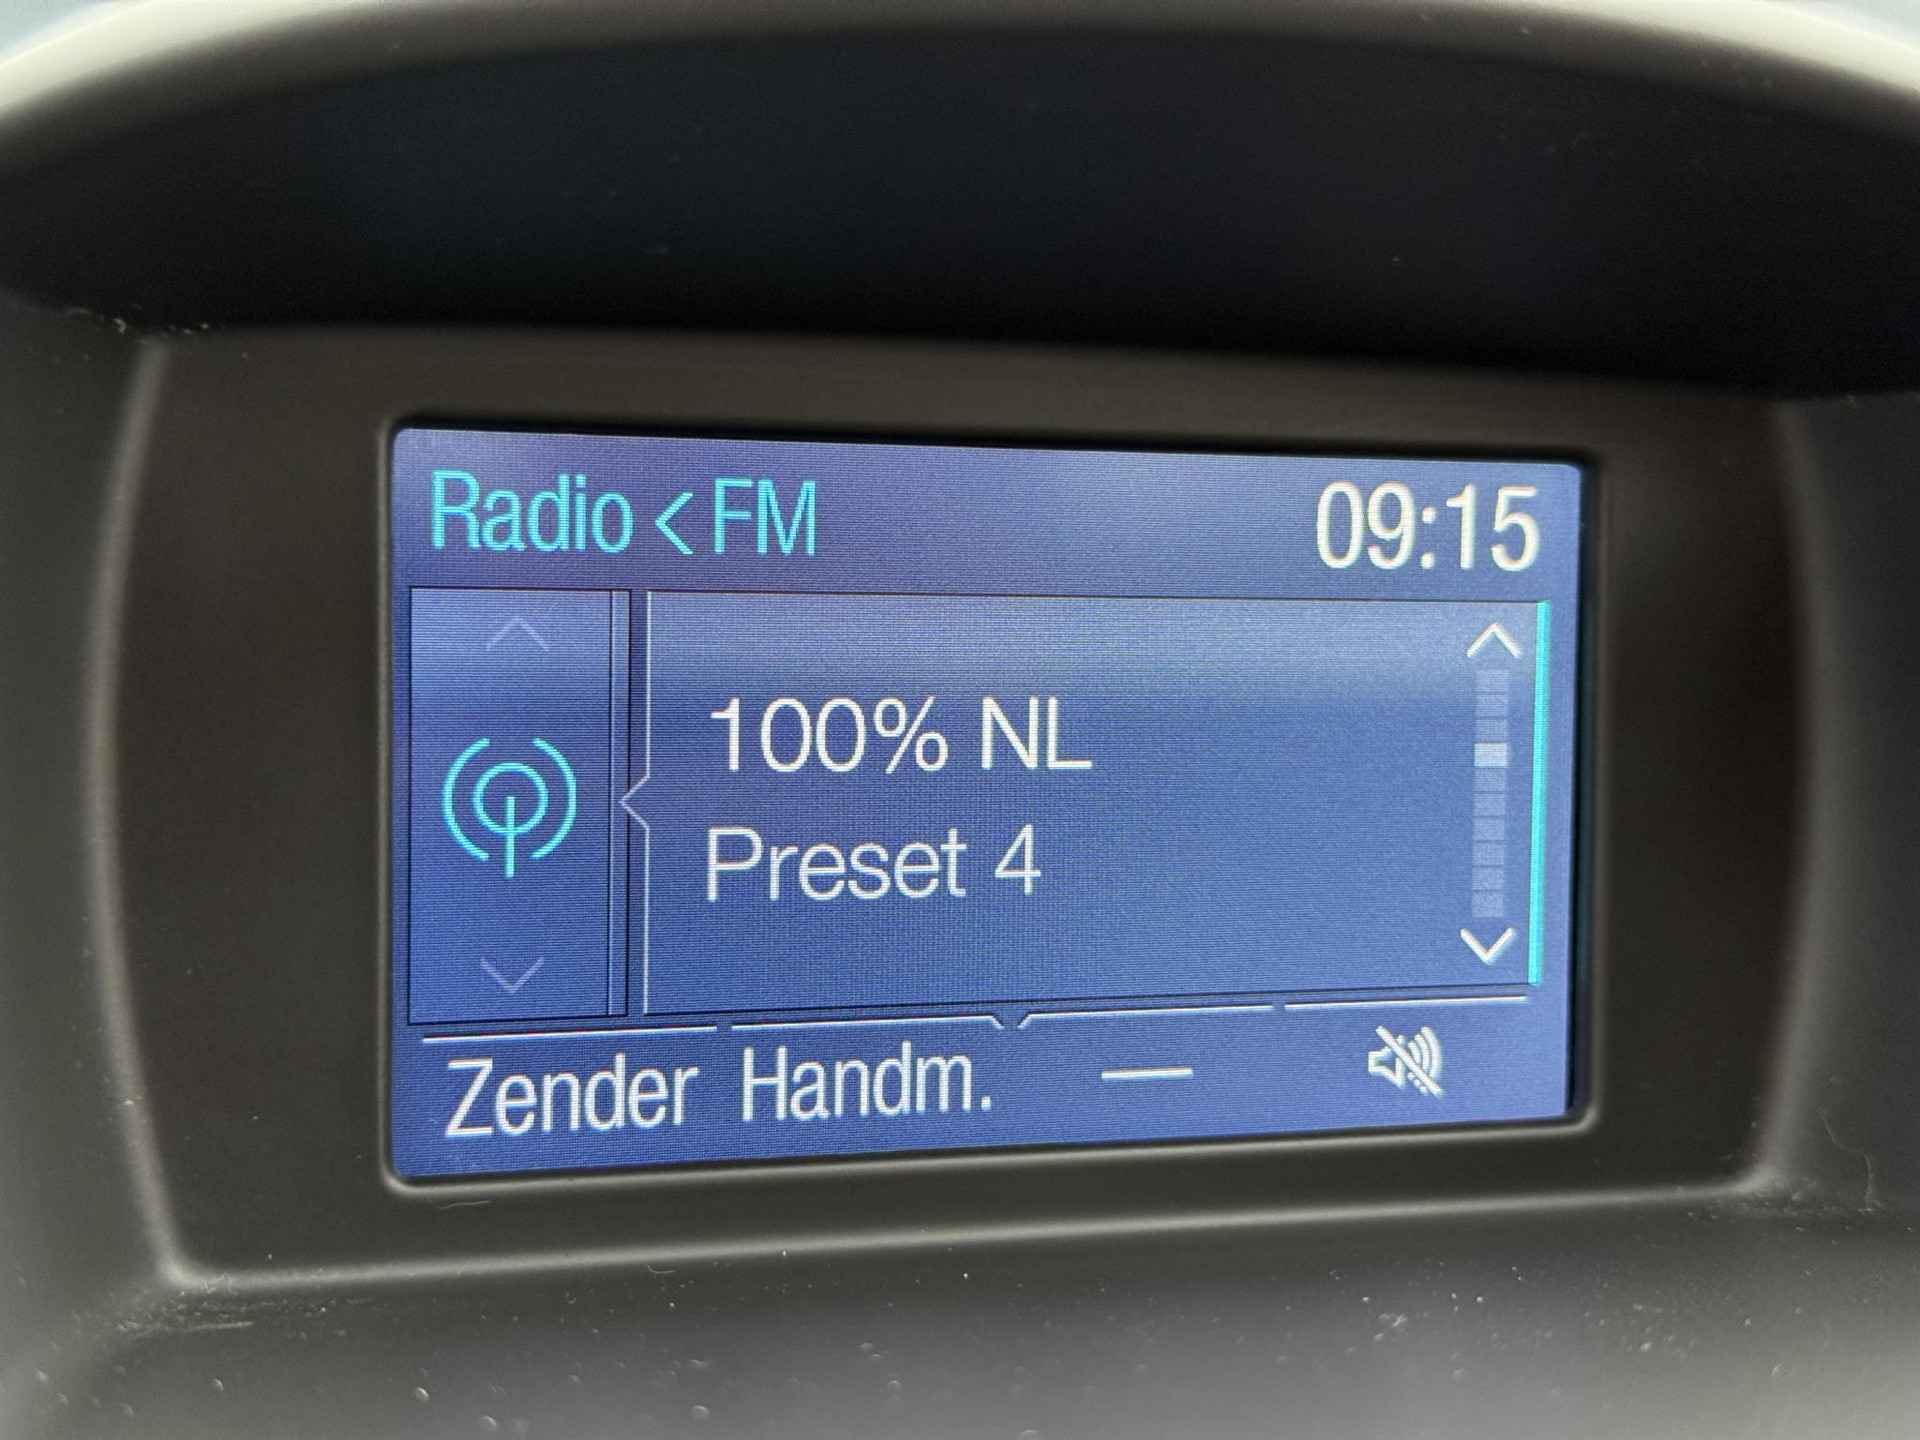 Radio < FM 09:15
100% NL
Preset 4
Zender Handm. —